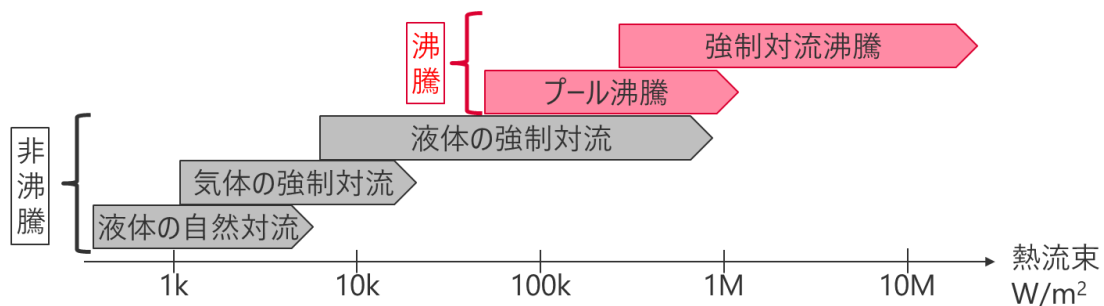 強制対流沸騰
沸騰
プール沸騰
液体の強制対流
非沸騰
気体の強制対流
液体の自然対流
1k 10k 100k 1M 10M
熱流束
W/m²